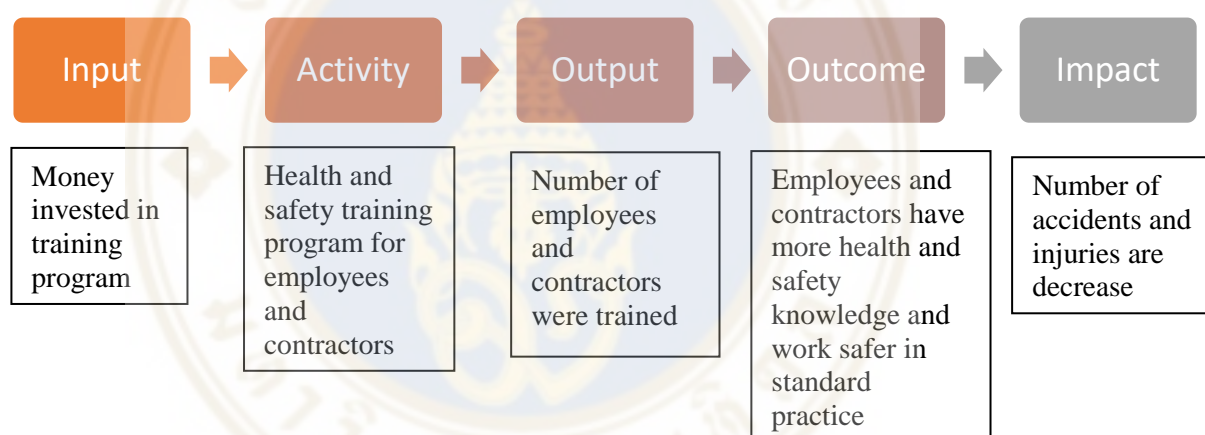 Input
Activity
Output
Outcome
Impact
Money
invested in
training
program
Health and
safety training
program for
employees
and
contractors
Number of
employees
and
contractors
were trained
Employees and
contractors have
more health and
safety
knowledge and
work safer in
standard
practice
Number of
accidents and
injuries are
decrease